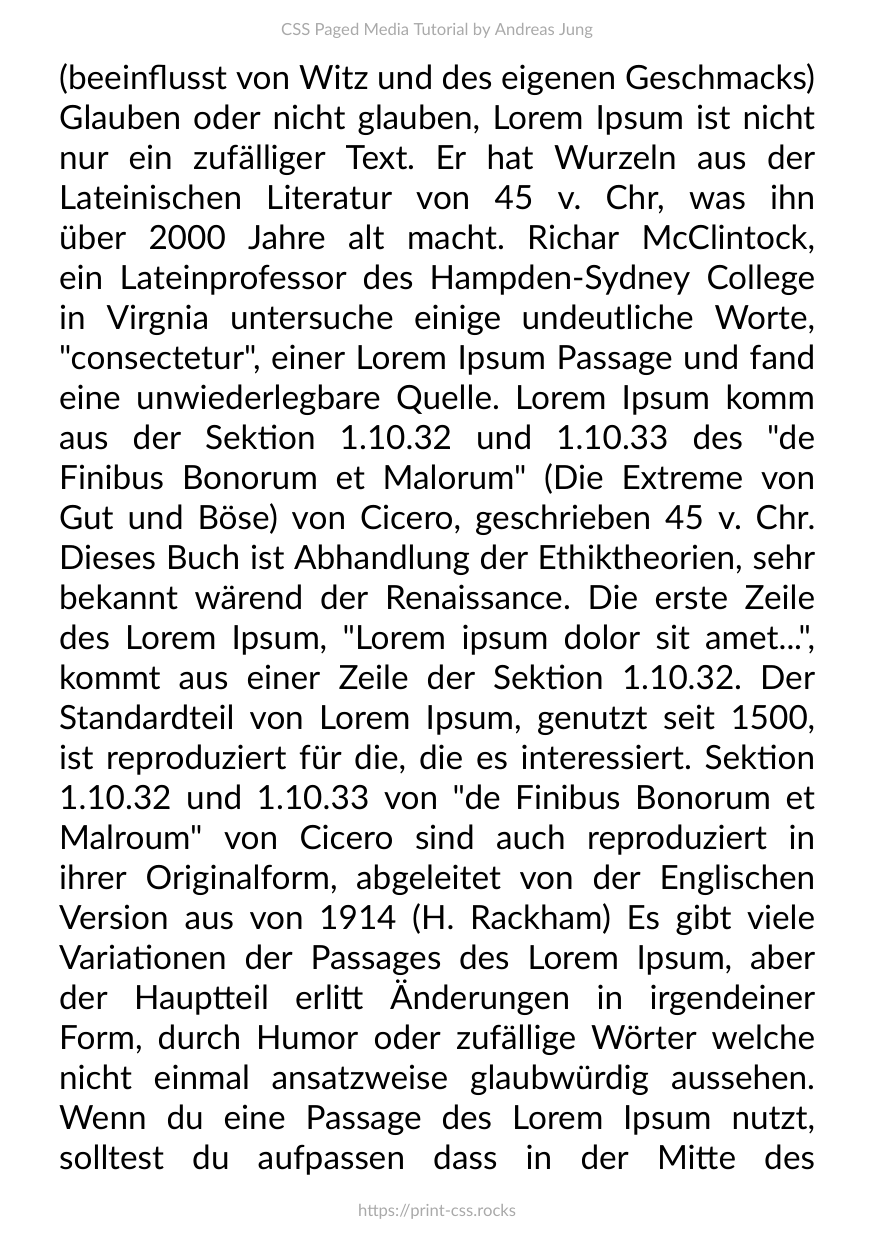 CSS Paged Media Tutorial by Andreas Jung
(beeinflusst von Witz und des eigenen Geschmacks)
Glauben oder nicht glauben, Lorem Ipsum ist nicht
nur ein zufälliger Text. Er hat Wurzeln aus der
Lateinischen Literatur von 45 v. Chr, was ihn
über 2000 Jahre alt macht. Richar McClintock,
ein Lateinprofessor des Hampden-Sydney College
in Virgnia untersuche einige undeutliche Worte,
"consectetur", einer Lorem Ipsum Passage und fand
eine unwiederlegbare Quelle. Lorem Ipsum komm
aus der Sektion 1.10.32 und 1.10.33 des "de
Finibus Bonorum et Malorum" (Die Extreme von
Gut und Böse) von Cicero, geschrieben 45 v. Chr.
Dieses Buch ist Abhandlung der Ethiktheorien, sehr
bekannt wärend der Renaissance. Die erste Zeile
des Lorem Ipsum, "Lorem ipsum dolor sit amet...",
kommt aus einer Zeile der Sektion 1.10.32. Der
Standardteil von Lorem Ipsum, genutzt seit 1500,
ist reproduziert für die, die es interessiert. Sektion
1.10.32 und 1.10.33 von "de Finibus Bonorum et
Malroum" von Cicero sind auch reproduziert in
ihrer Originalform, abgeleitet von der Englischen
Version aus von 1914 (H. Rackham) Es gibt viele
Variationen der Passages des Lorem Ipsum, aber
der Hauptteil erlitt Änderungen in irgendeiner
Form, durch Humor oder zufällige Wörter welche
nicht einmal ansatzweise glaubwürdig aussehen.
Wenn du eine Passage des Lorem Ipsum nutzt,
solltest du aufpassen dass in der Mitte des
https://print-css.rocks